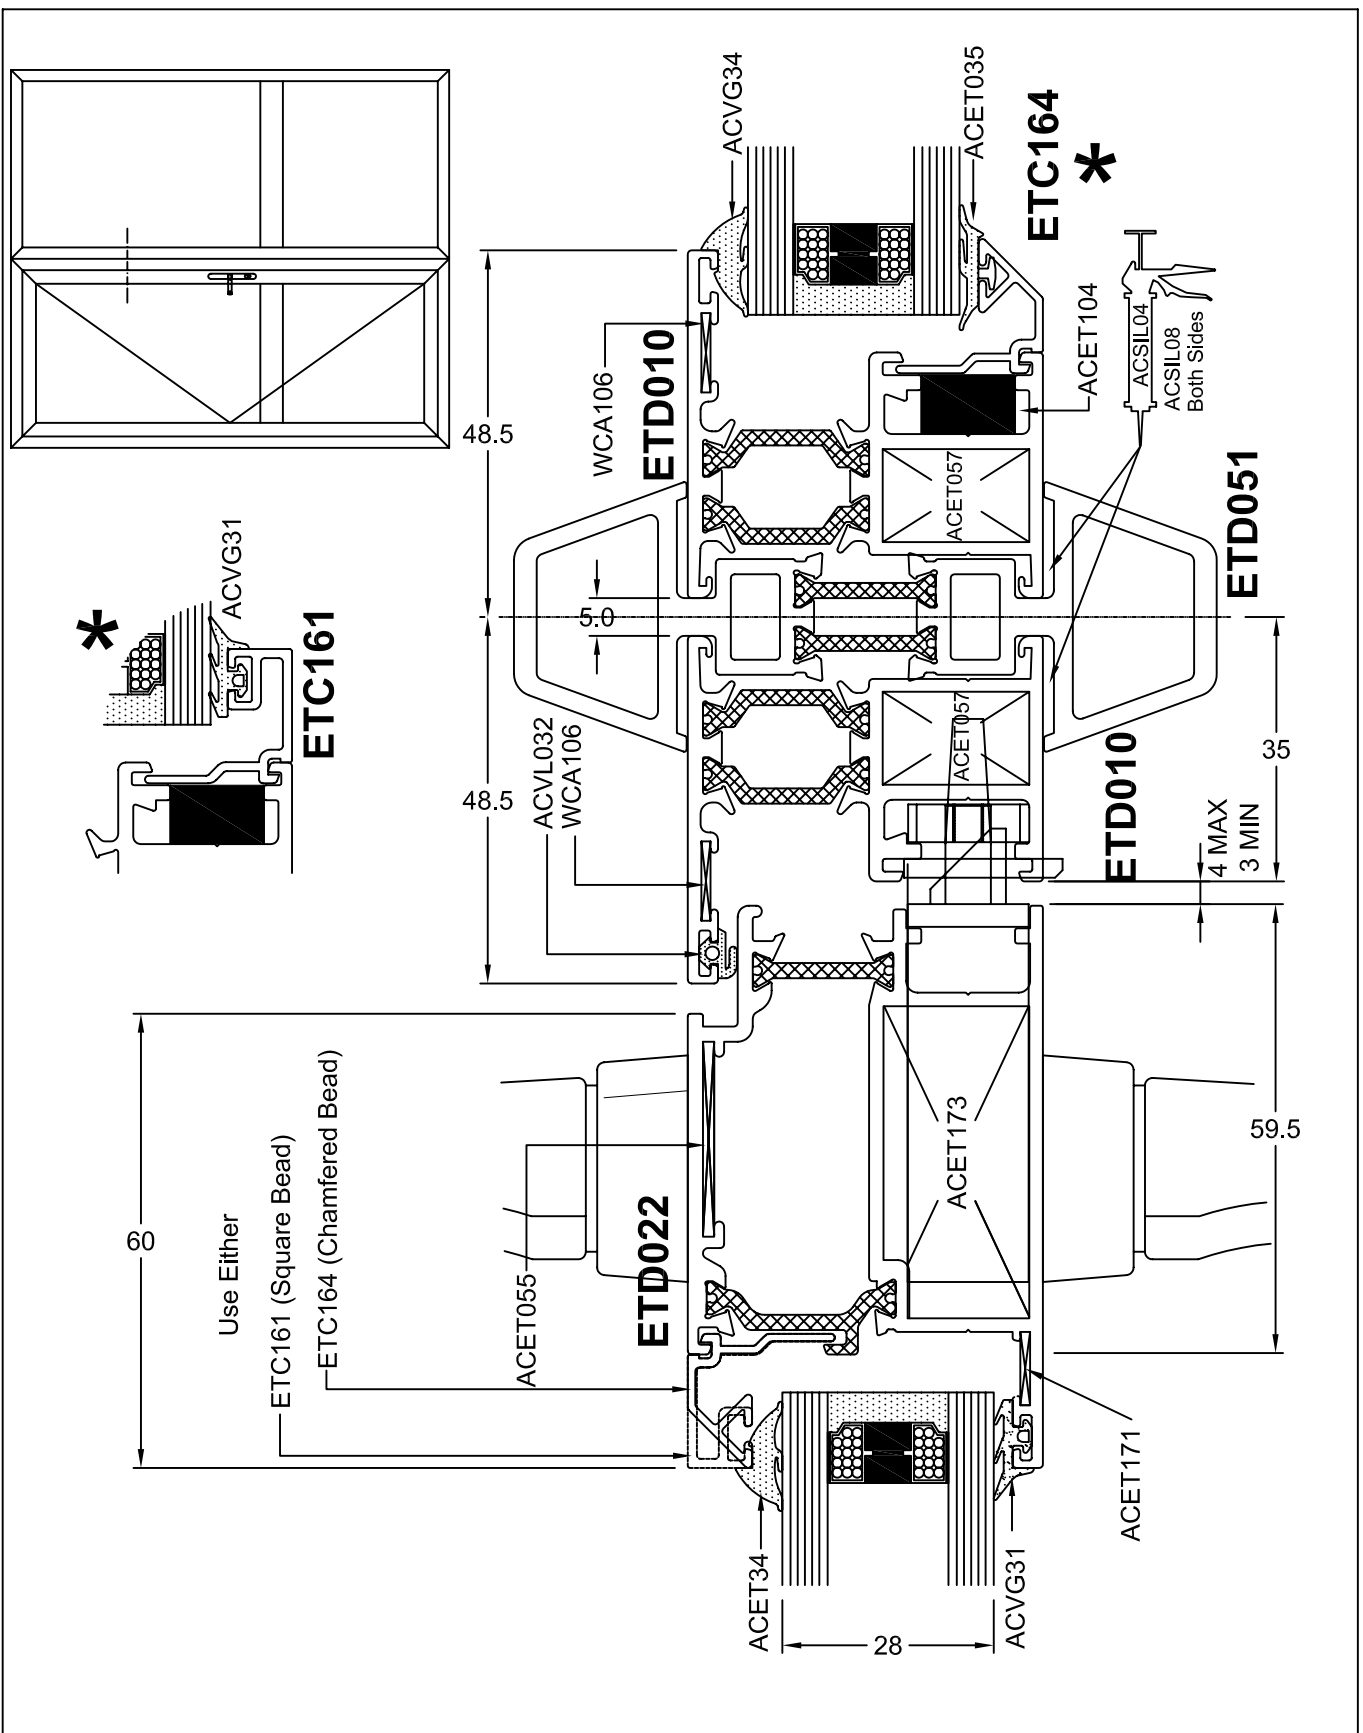 ACVG34
ACET035
ETC164
*
WCA106
ETD010
48.5
ACET104
ACSIL04
ACSIL08
Both Sides
ACET057
ETD051
*
ACVG31
ETC161
5.0
48.5
ACVL032
WCA106
ACET057
ETD010
35
4 MAX
3 MIN
60
Use Either
ETC161 (Square Bead)
ETC164 (Chamfered Bead)
ACET055
ETD022
ACET173
59.5
ACET34
28
ACVG31
ACET171